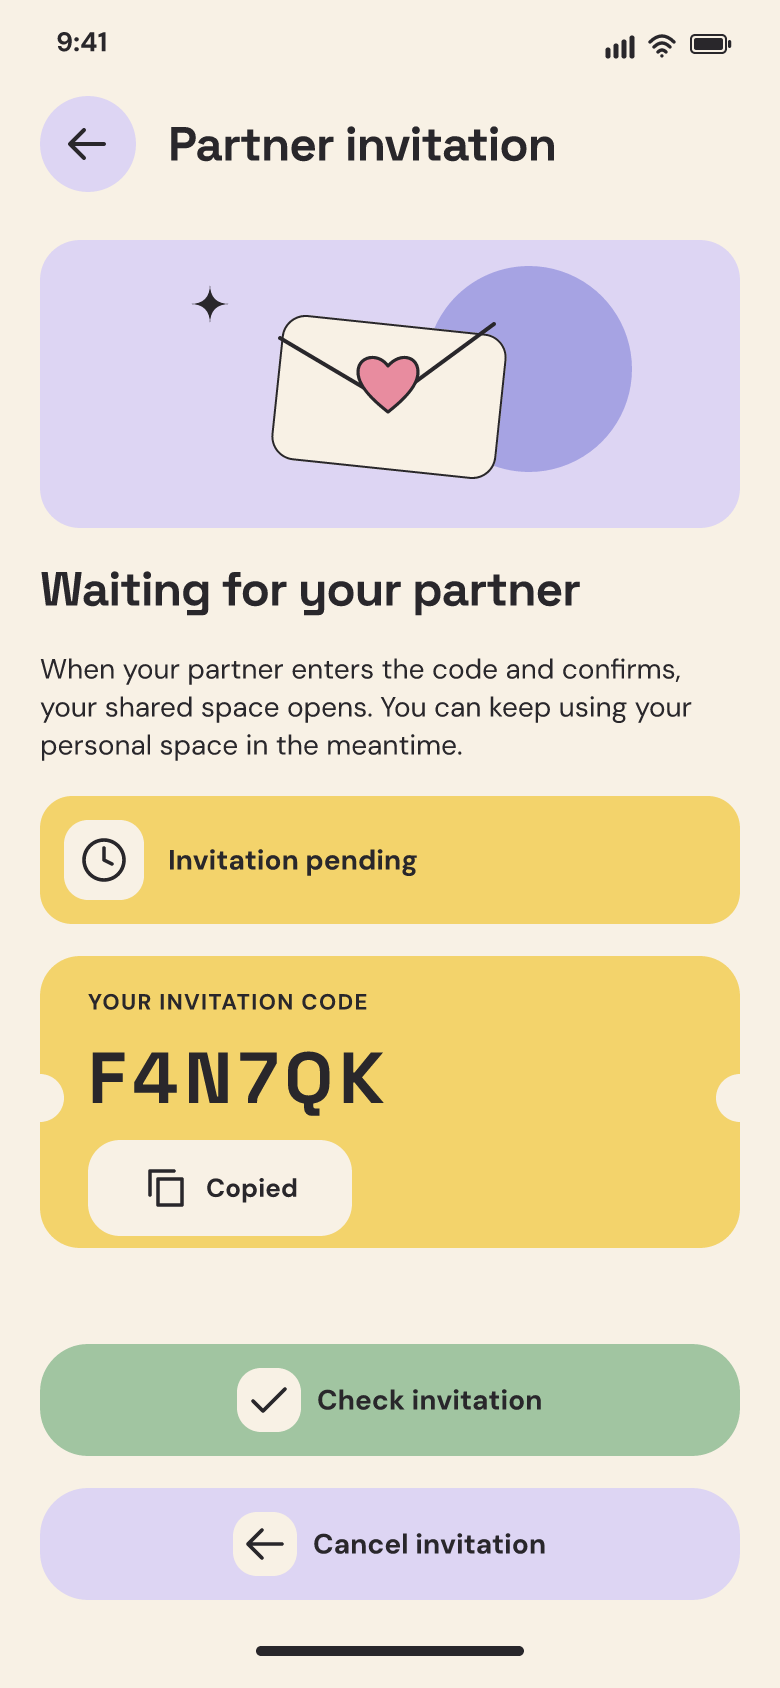 9:41
Partner invitation
Waiting for your partner
When your partner enters the code and confirms,
your shared space opens. You can keep using your
personal space in the meantime.
Invitation pending
YOUR INVITATION CODE
F4N7QK
Copied
Check invitation
Cancel invitation